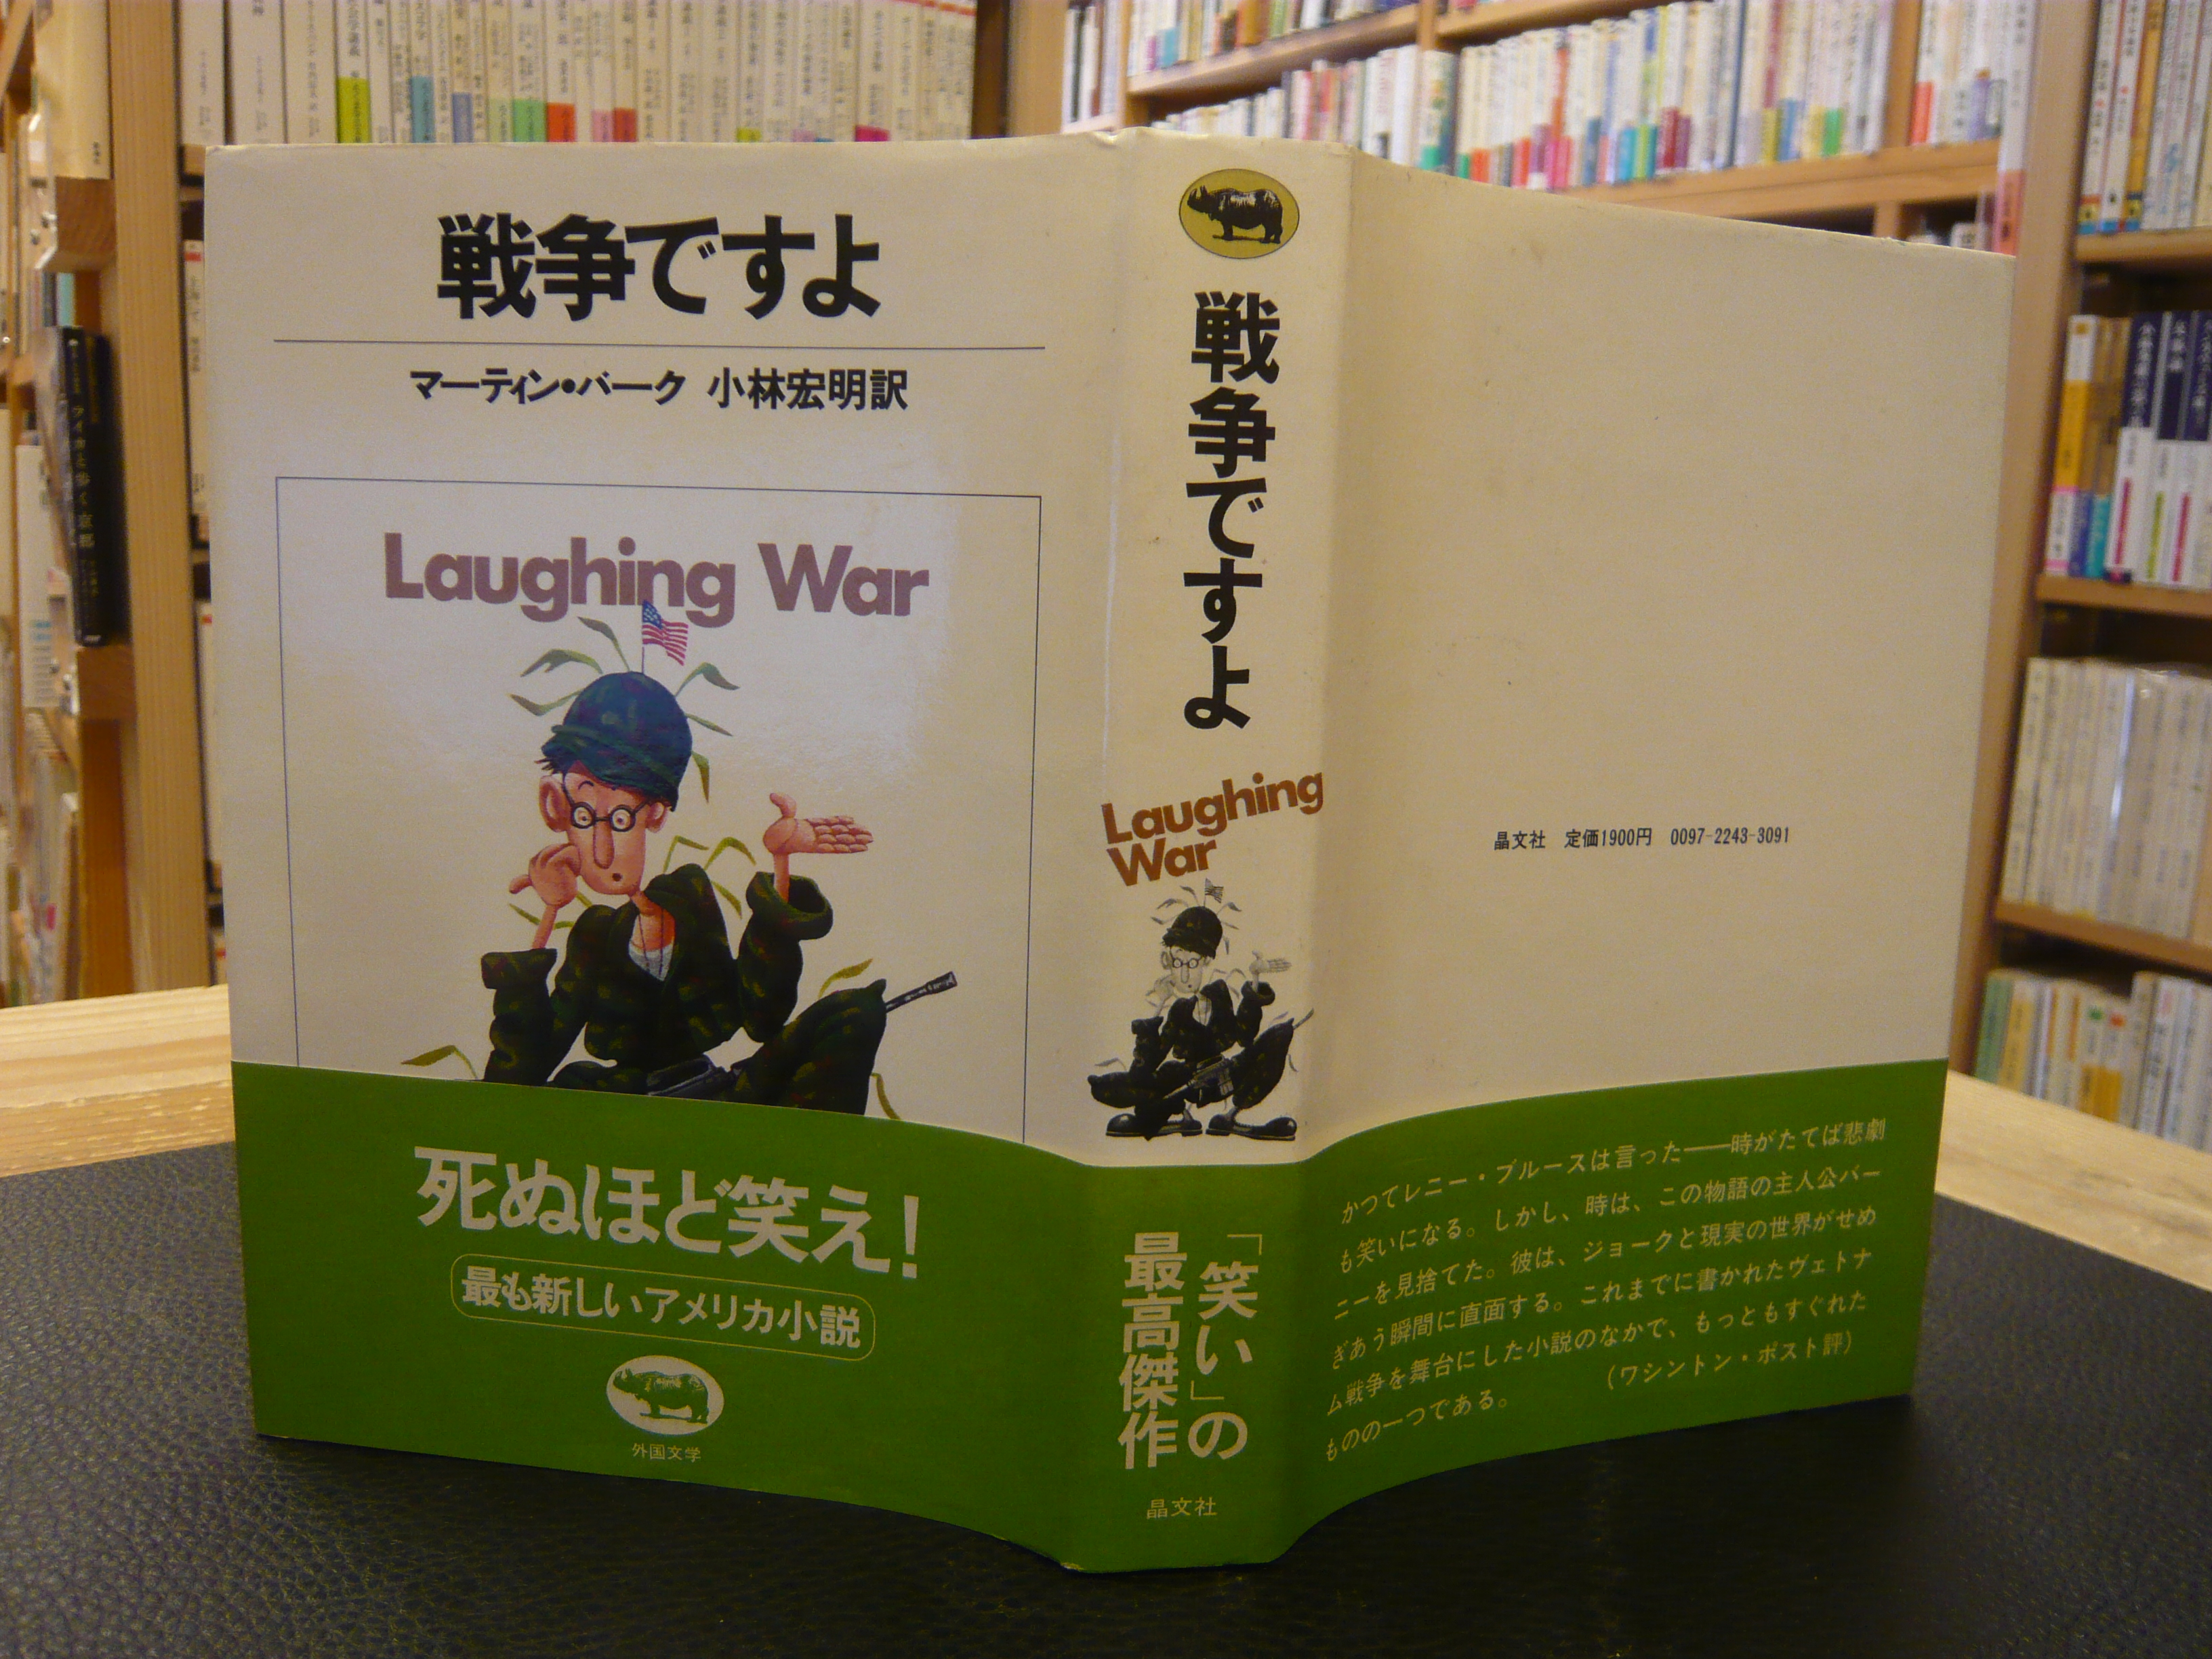 戦争ですよ
マーティン・バーク 小林宏明訳
Laughing War
死ぬほど笑え!
最も新しいアメリカ小説
外国文学
戦争ですよ
Laughing
War
「笑い」の
最高傑作
晶文社
晶文社 定価1900円 0097-2243-3091
かつてレニー・ブルースは言った――時がたてば悲劇
も笑いになる。しかし、時は、この物語の主人公バー
ニーを見捨てた。彼は、ジョークと現実の世界がせめ
ぎあう瞬間に直面する。これまでに書かれたヴェトナ
ム戦争を舞台にした小説のなかで、もっともすぐれた
ものの一つである。 (ワシントン・ポスト評)